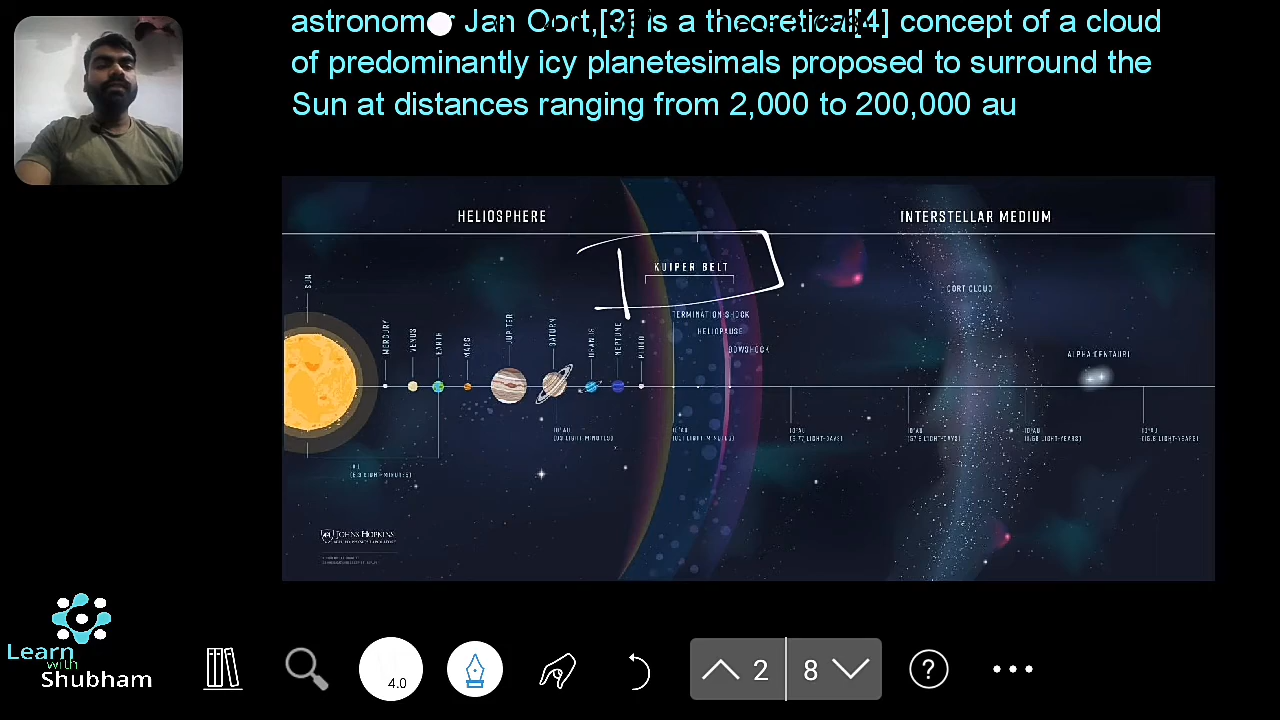 astronomer Jan Oort,[3] is a theoretical[4] concept of a cloud
of predominantly icy planetesimals proposed to surround the
Sun at distances ranging from 2,000 to 200,000 au
HELIOSPHERE
INTERSTELLAR MEDIUM
KUIPER BELT
SUN
OORT CLOUD
TERMINATION SHOCK
HELIOPAUSE
BOWSHOCK
MERCURY
VENUS
EARTH
MARS
JUPITER
SATURN
URANUS
NEPTUNE
PLUTO
ALPHA CENTAURI
JOHNS HOPKINS
Learn
with
Shubham
4.0
2
8
?